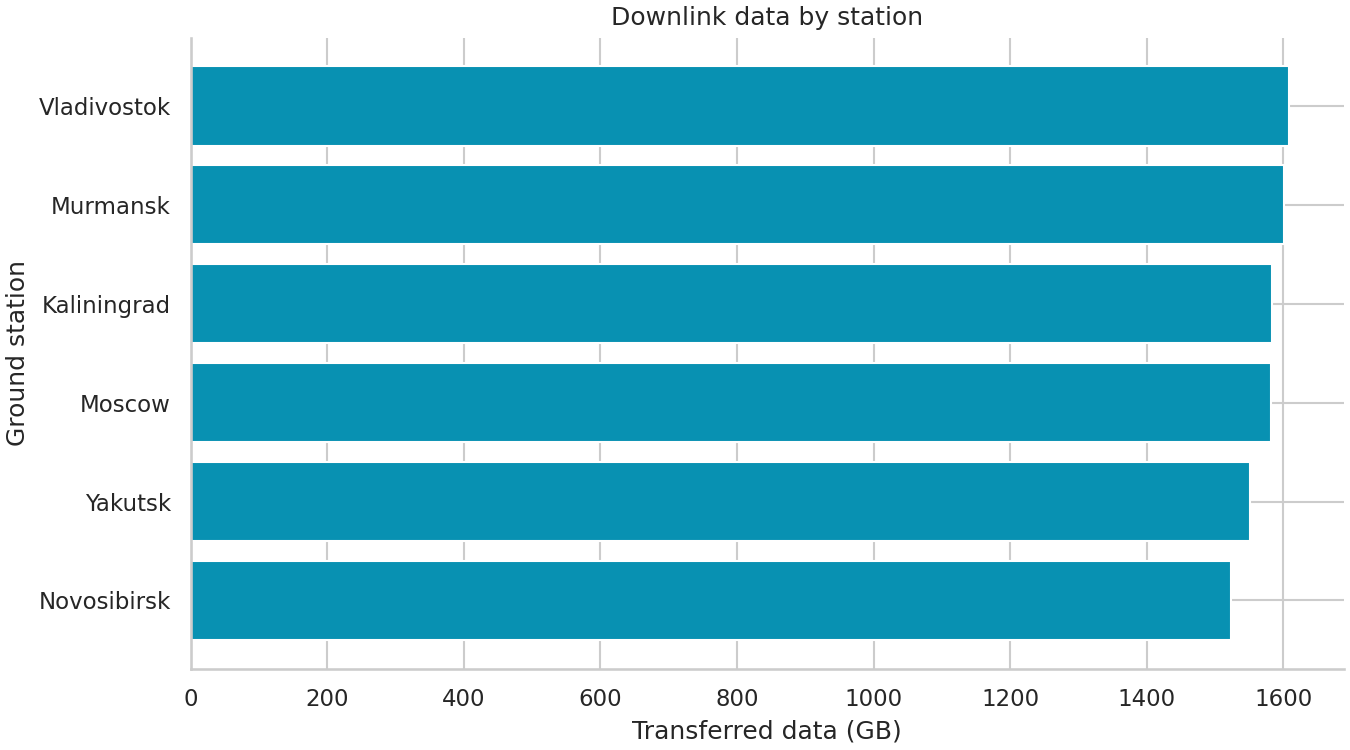 Downlink data by station
Ground station
Vladivostok
Murmansk
Kaliningrad
Moscow
Yakutsk
Novosibirsk
0 200 400 600 800 1000 1200 1400 1600
Transferred data (GB)